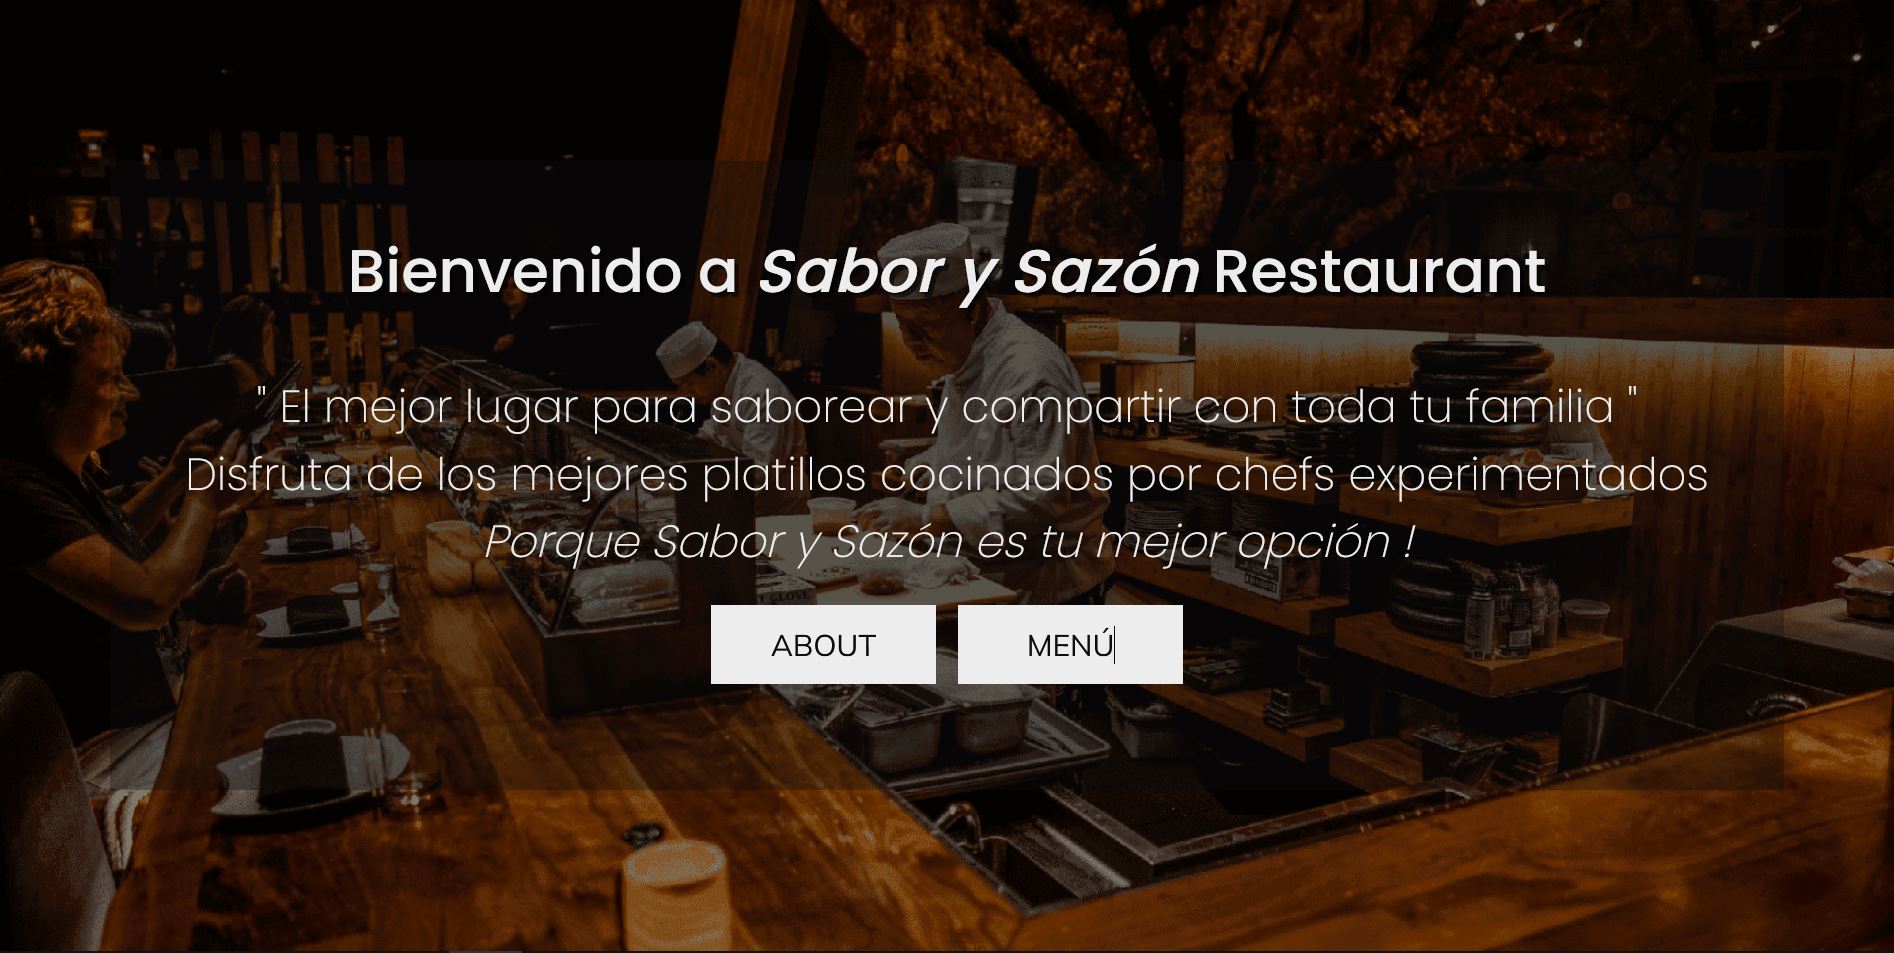 Bienvenido a Sabor y Sazón Restaurant
" El mejor lugar para saborear y compartir con toda tu familia "
Disfruta de los mejores platillos cocinados por chefs experimentados
Porque Sabor y Sazón es tu mejor opción !
GLOVE
ABOUT MENÚ